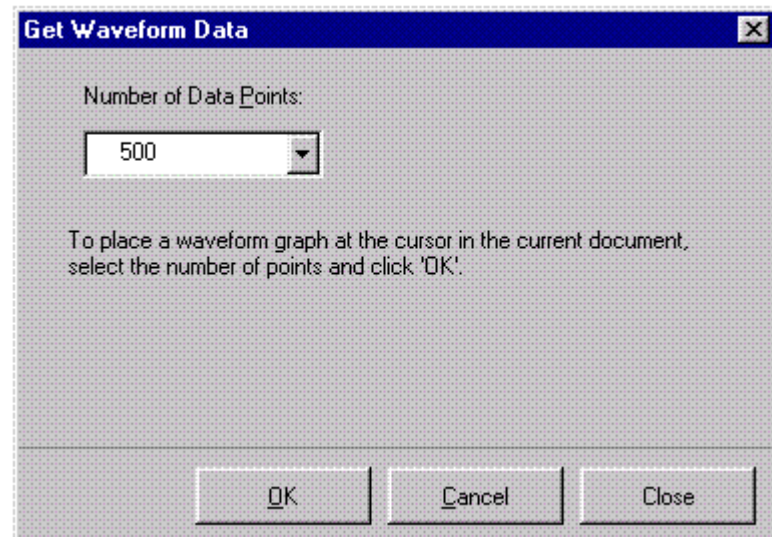 Get Waveform Data
Number of Data Points:
500
To place a waveform graph at the cursor in the current document,
select the number of points and click 'OK'.
OK Cancel Close